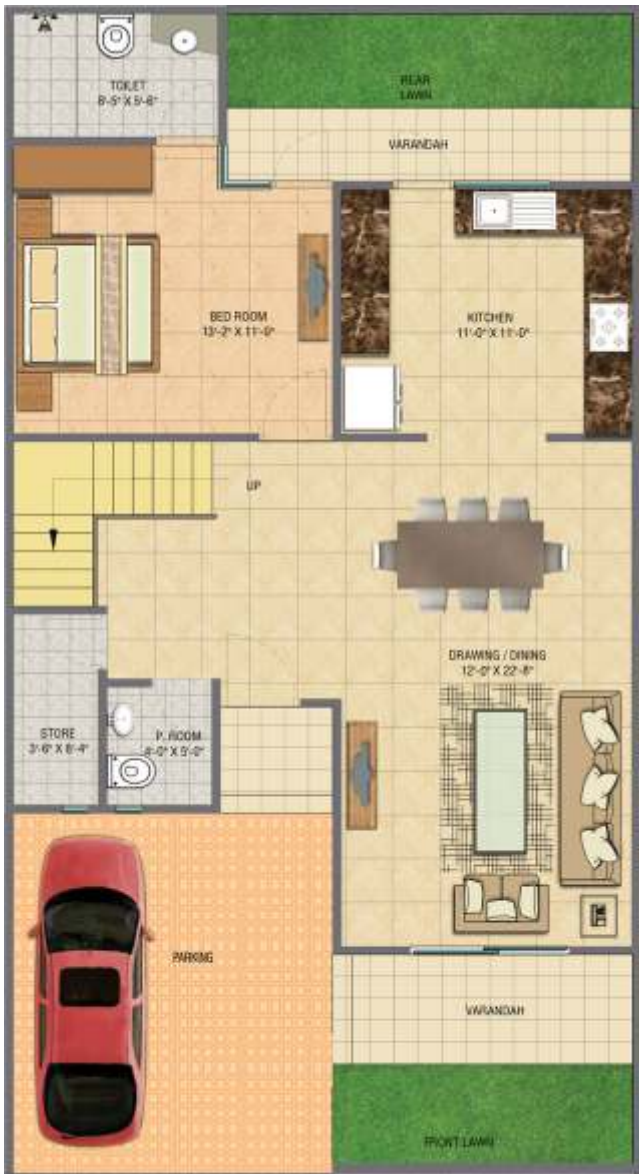 TOILET
8'-5" X 5'-6"
REAR
LAWN
VARANDAH
BED ROOM
13'-2" X 11'-0"
KITCHEN
11'-0" X 11'-0"
UP
DRAWING / DINING
12'-0" X 22'-8"
STORE
3'-6" X 8'-4"
P. ROOM
4'-0" X 5'-0"
PARKING
VARANDAH
FRONT LAWN